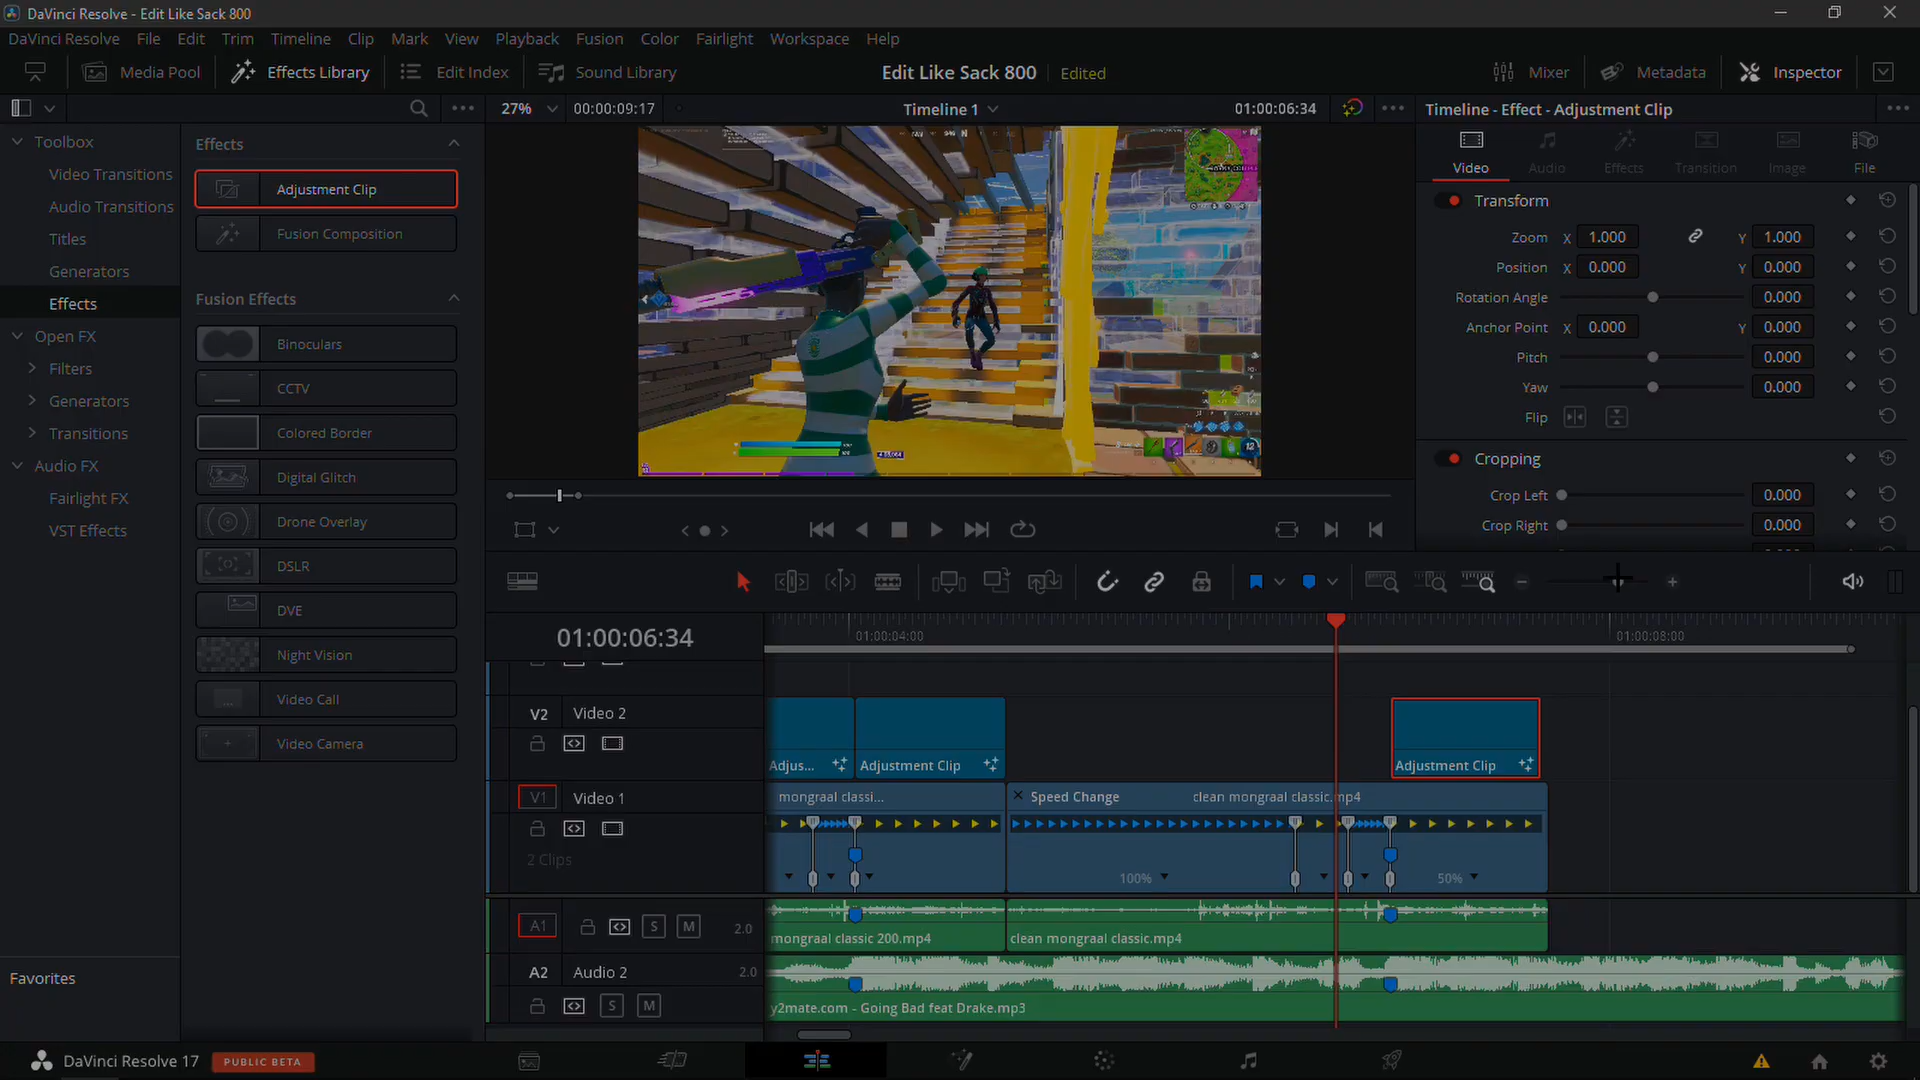 DaVinci Resolve - Edit Like Sack 800
DaVinci Resolve File Edit Trim Timeline Clip Mark View Playback Fusion Color Fairlight Workspace Help
Media Pool Effects Library Edit Index Sound Library Edit Like Sack 800 Edited Mixer Metadata Inspector
27% 00:00:09:17 Timeline 1 01:00:06:34 Timeline - Effect - Adjustment Clip
Toolbox
Video Transitions
Audio Transitions
Titles
Generators
Effects
Open FX
Filters
Generators
Transitions
Audio FX
Fairlight FX
VST Effects
Favorites
Effects
Adjustment Clip
Fusion Composition
Fusion Effects
Binoculars
CCTV
Colored Border
Digital Glitch
Drone Overlay
DSLR
DVE
Night Vision
Video Call
Video Camera
Video Audio Effects Transition Image File
Transform
Zoom X 1.000 Y 1.000
Position X 0.000 Y 0.000
Rotation Angle 0.000
Anchor Point X 0.000 Y 0.000
Pitch 0.000
Yaw 0.000
Flip
Cropping
Crop Left 0.000
Crop Right 0.000
01:00:06:34 01:00:04:00 01:00:08:00
V2 Video 2
Adjus... Adjustment Clip Adjustment Clip
V1 Video 1 mongraal classi... Speed Change clean mongraal classic.mp4
2 Clips 100% 50%
A1 S M 2.0
mongraal classic 200.mp4 clean mongraal classic.mp4
A2 Audio 2 2.0
S M y2mate.com - Going Bad feat Drake.mp3
DaVinci Resolve 17 PUBLIC BETA